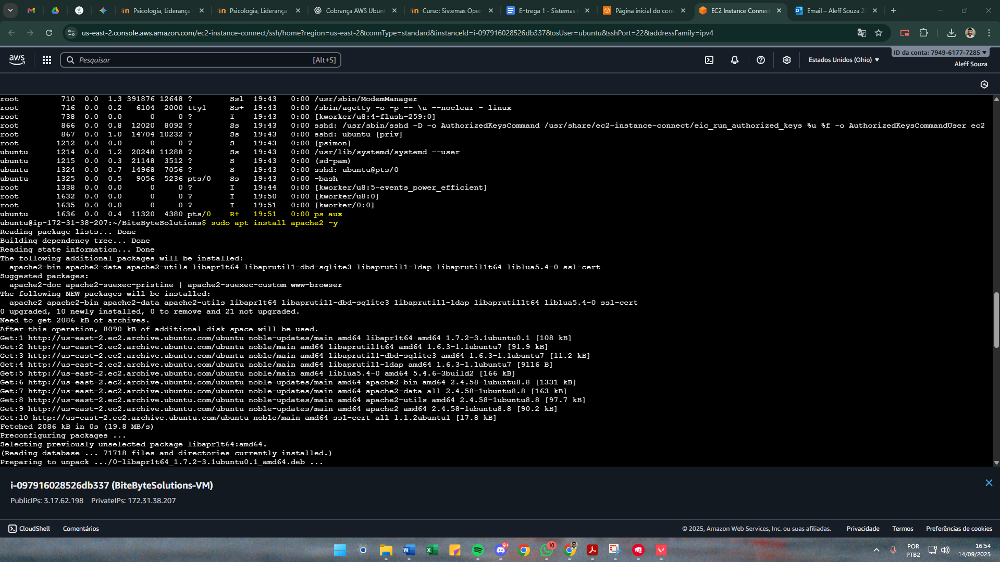 Psicologia, Liderança
Psicologia, Liderança
Cobrança AWS Ubun
Curso: Sistemas Oper
Entrega 1 - Sistemas
Página inicial do cons
EC2 Instance Connec
Email – Aleff Souza 2
us-east-2.console.aws.amazon.com/ec2-instance-connect/ssh/home?region=us-east-2&connType=standard&instanceId=i-097916028526db337&osUser=ubuntu&sshPort=22&addressFamily=ipv4
aws
Pesquisar
[Alt+S]
Estados Unidos (Ohio)
ID da conta: 7949-6177-7285
Aleff Souza
root 710 0.0 1.3 391876 12648 ? Ssl 19:43 0:00 /usr/sbin/ModemManager
root 716 0.0 0.2 6104 2000 tty1 Ss+ 19:43 0:00 /sbin/agetty -o -p -- \u --noclear - linux
root 738 0.0 0.0 0 0 ? I 19:43 0:00 [kworker/u8:4-flush-259:0]
root 866 0.0 0.8 12020 8092 ? Ss 19:43 0:00 sshd: /usr/sbin/sshd -D -o AuthorizedKeysCommand /usr/share/ec2-instance-connect/eic_run_authorized_keys %u %f -o AuthorizedKeysCommandUser ec2
root 867 0.0 1.0 14704 10232 ? Ss 19:43 0:00 sshd: ubuntu [priv]
root 1212 0.0 0.0 0 0 ? S 19:43 0:00 [psimon]
ubuntu 1214 0.0 1.2 20248 11288 ? Ss 19:43 0:00 /usr/lib/systemd/systemd --user
ubuntu 1215 0.0 0.3 21148 3512 ? S 19:43 0:00 (sd-pam)
ubuntu 1324 0.0 0.7 14968 7056 ? S 19:43 0:00 sshd: ubuntu@pts/0
ubuntu 1325 0.0 0.5 9056 5236 pts/0 Ss 19:43 0:00 -bash
root 1338 0.0 0.0 0 0 ? I 19:44 0:00 [kworker/u8:5-events_power_efficient]
root 1632 0.0 0.0 0 0 ? I 19:50 0:00 [kworker/u8:0]
root 1635 0.0 0.0 0 0 ? I 19:51 0:00 [kworker/0:0]
ubuntu 1636 0.0 0.4 11320 4380 pts/0 R+ 19:51 0:00 ps aux
ubuntu@ip-172-31-38-207:~/BiteByteSolutions$ sudo apt install apache2 -y
Reading package lists... Done
Building dependency tree... Done
Reading state information... Done
The following additional packages will be installed:
apache2-bin apache2-data apache2-utils libapr1t64 libaprutil1-dbd-sqlite3 libaprutil1-ldap libaprutil1t64 liblua5.4-0 ssl-cert
Suggested packages:
apache2-doc apache2-suexec-pristine | apache2-suexec-custom www-browser
The following NEW packages will be installed:
apache2 apache2-bin apache2-data apache2-utils libapr1t64 libaprutil1-dbd-sqlite3 libaprutil1-ldap libaprutil1t64 liblua5.4-0 ssl-cert
0 upgraded, 10 newly installed, 0 to remove and 21 not upgraded.
Need to get 2086 kB of archives.
After this operation, 8090 kB of additional disk space will be used.
Get:1 http://us-east-2.ec2.archive.ubuntu.com/ubuntu noble-updates/main amd64 libapr1t64 amd64 1.7.2-3.1ubuntu0.1 [108 kB]
Get:2 http://us-east-2.ec2.archive.ubuntu.com/ubuntu noble/main amd64 libaprutil1t64 amd64 1.6.3-1.1ubuntu7 [91.9 kB]
Get:3 http://us-east-2.ec2.archive.ubuntu.com/ubuntu noble/main amd64 libaprutil1-dbd-sqlite3 amd64 1.6.3-1.1ubuntu7 [11.2 kB]
Get:4 http://us-east-2.ec2.archive.ubuntu.com/ubuntu noble/main amd64 libaprutil1-ldap amd64 1.6.3-1.1ubuntu7 [9116 B]
Get:5 http://us-east-2.ec2.archive.ubuntu.com/ubuntu noble/main amd64 liblua5.4-0 amd64 5.4.6-3build2 [166 kB]
Get:6 http://us-east-2.ec2.archive.ubuntu.com/ubuntu noble-updates/main amd64 apache2-bin amd64 2.4.58-1ubuntu8.8 [1331 kB]
Get:7 http://us-east-2.ec2.archive.ubuntu.com/ubuntu noble-updates/main amd64 apache2-data all 2.4.58-1ubuntu8.8 [163 kB]
Get:8 http://us-east-2.ec2.archive.ubuntu.com/ubuntu noble-updates/main amd64 apache2-utils amd64 2.4.58-1ubuntu8.8 [97.7 kB]
Get:9 http://us-east-2.ec2.archive.ubuntu.com/ubuntu noble-updates/main amd64 apache2 amd64 2.4.58-1ubuntu8.8 [90.2 kB]
Get:10 http://us-east-2.ec2.archive.ubuntu.com/ubuntu noble/main amd64 ssl-cert all 1.1.2ubuntu1 [17.8 kB]
Fetched 2086 kB in 0s (19.8 MB/s)
Preconfiguring packages ...
Selecting previously unselected package libapr1t64:amd64.
(Reading database ... 71718 files and directories currently installed.)
Preparing to unpack .../0-libapr1t64_1.7.2-3.1ubuntu0.1_amd64.deb ...
i-097916028526db337 (BiteByteSolutions-VM)
PublicIPs: 3.17.62.198 PrivateIPs: 172.31.38.207
CloudShell
Comentários
© 2025, Amazon Web Services, Inc. ou suas afiliadas.
Privacidade
Termos
Preferências de cookies
9+
10
POR
PTB2
16:54
14/09/2025